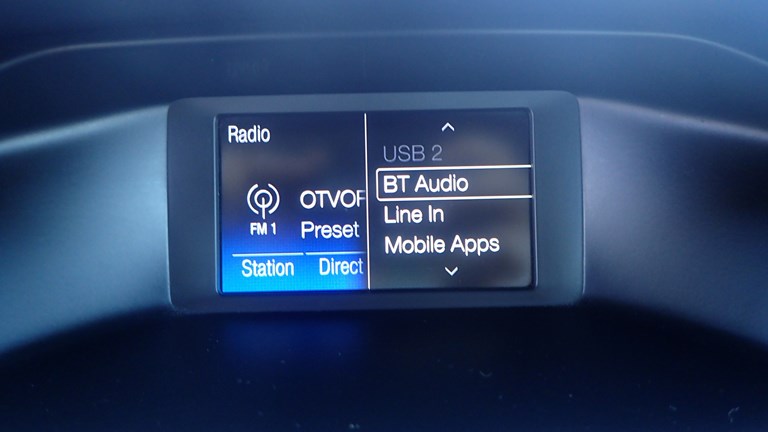 Radio
FM 1
OTVOF
Preset
Station
Direct
USB 2
BT Audio
Line In
Mobile Apps